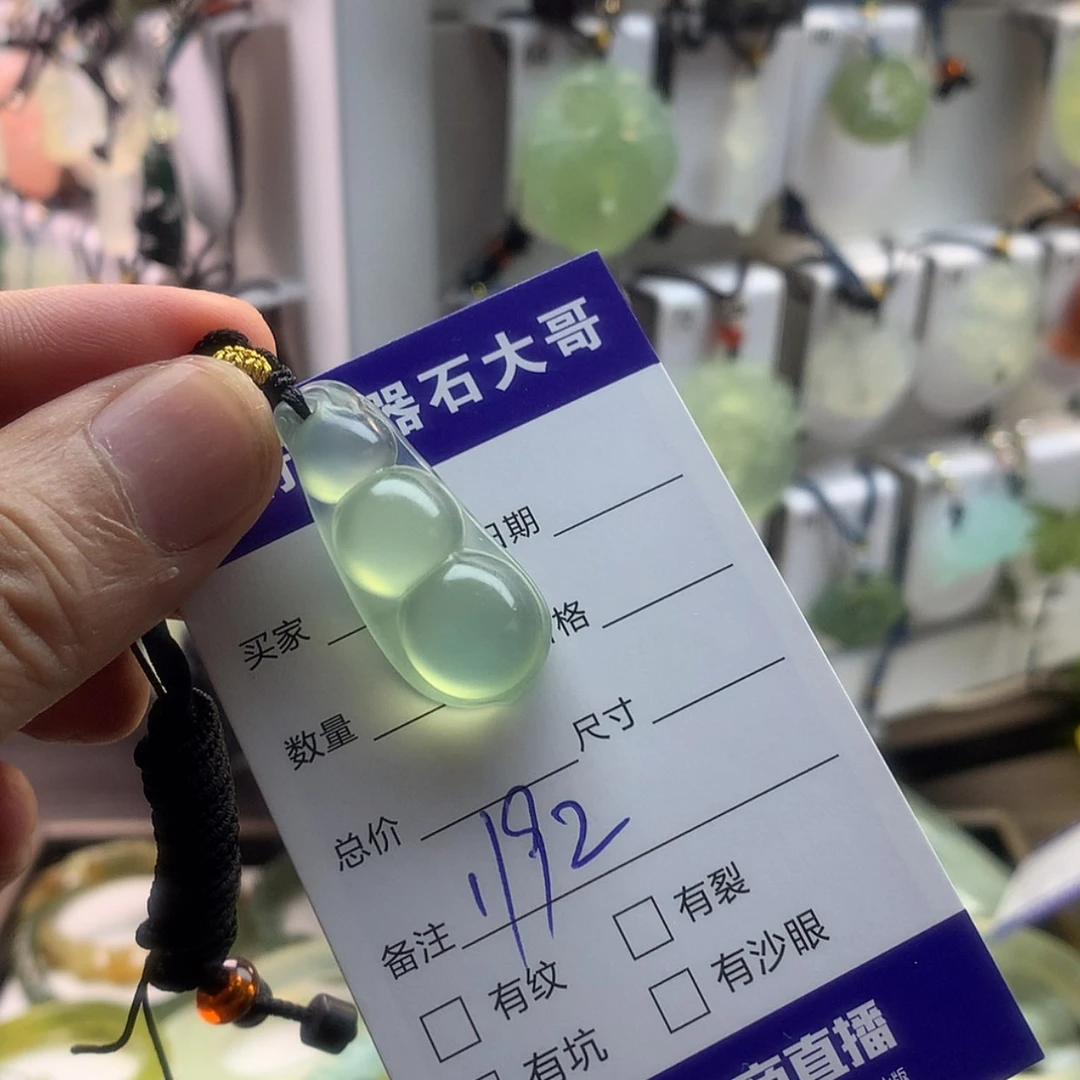 器石大哥
日期
买家
格
数量
尺寸
总价
192
备注
有裂
有纹
有沙眼
有坑
直播